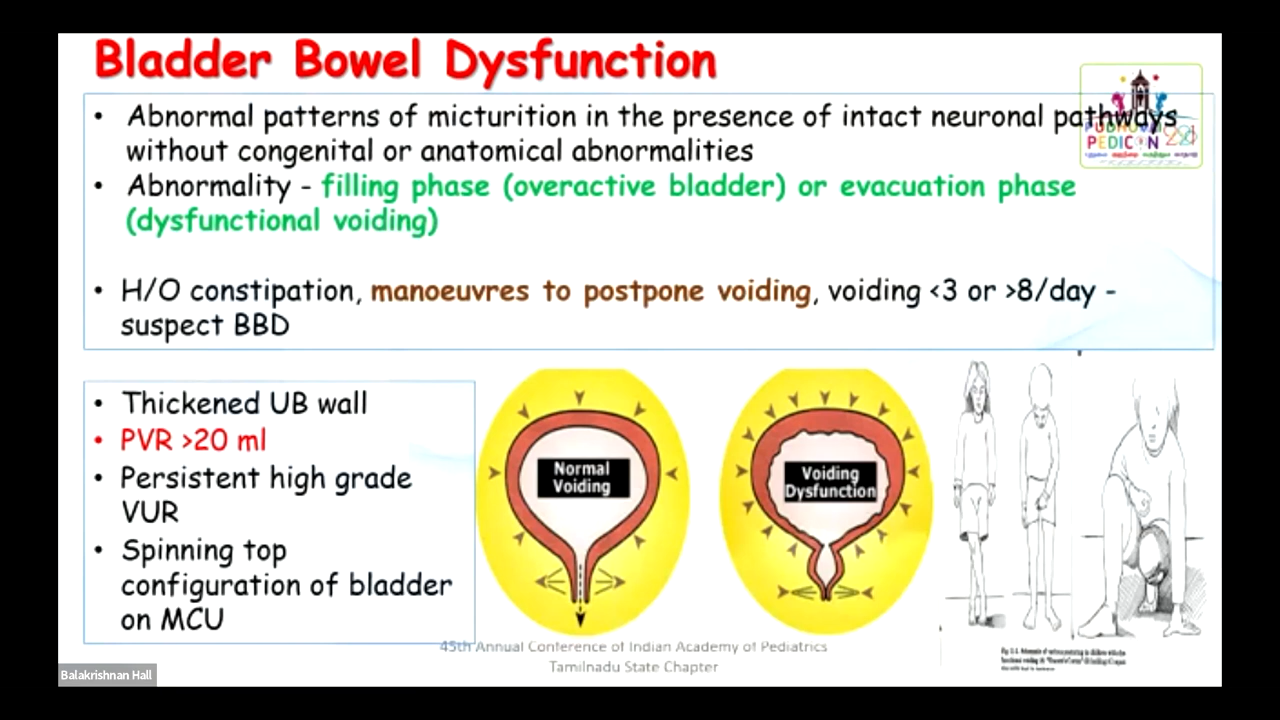 Bladder Bowel Dysfunction
• Abnormal patterns of micturition in the presence of intact neuronal pathways
without congenital or anatomical abnormalities
• Abnormality - filling phase (overactive bladder) or evacuation phase
(dysfunctional voiding)
• H/O constipation, manoeuvres to postpone voiding, voiding <3 or >8/day -
suspect BBD
PUDHUVAI
PEDICON
• Thickened UB wall
• PVR >20 ml
• Persistent high grade
VUR
• Spinning top
configuration of bladder
on MCU
Normal
Voiding
Voiding
Dysfunction
45th Annual Conference of Indian Academy of Pediatrics
Tamilnadu State Chapter
Balakrishnan Hall